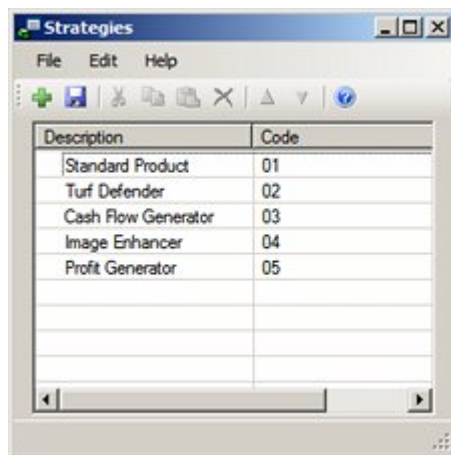 Strategies
File Edit Help
Description Code
Standard Product 01
Turf Defender 02
Cash Flow Generator 03
Image Enhancer 04
Profit Generator 05